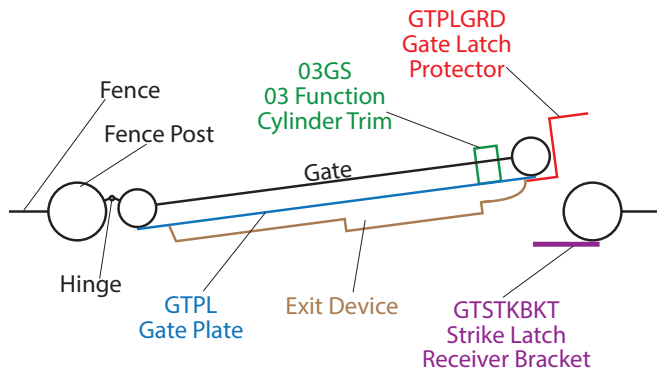 GTPLGRD
Gate Latch
Protector
03GS
03 Function
Cylinder Trim
Fence
Fence Post
Gate
Hinge
GTPL
Gate Plate
Exit Device
GTSTKBKT
Strike Latch
Receiver Bracket